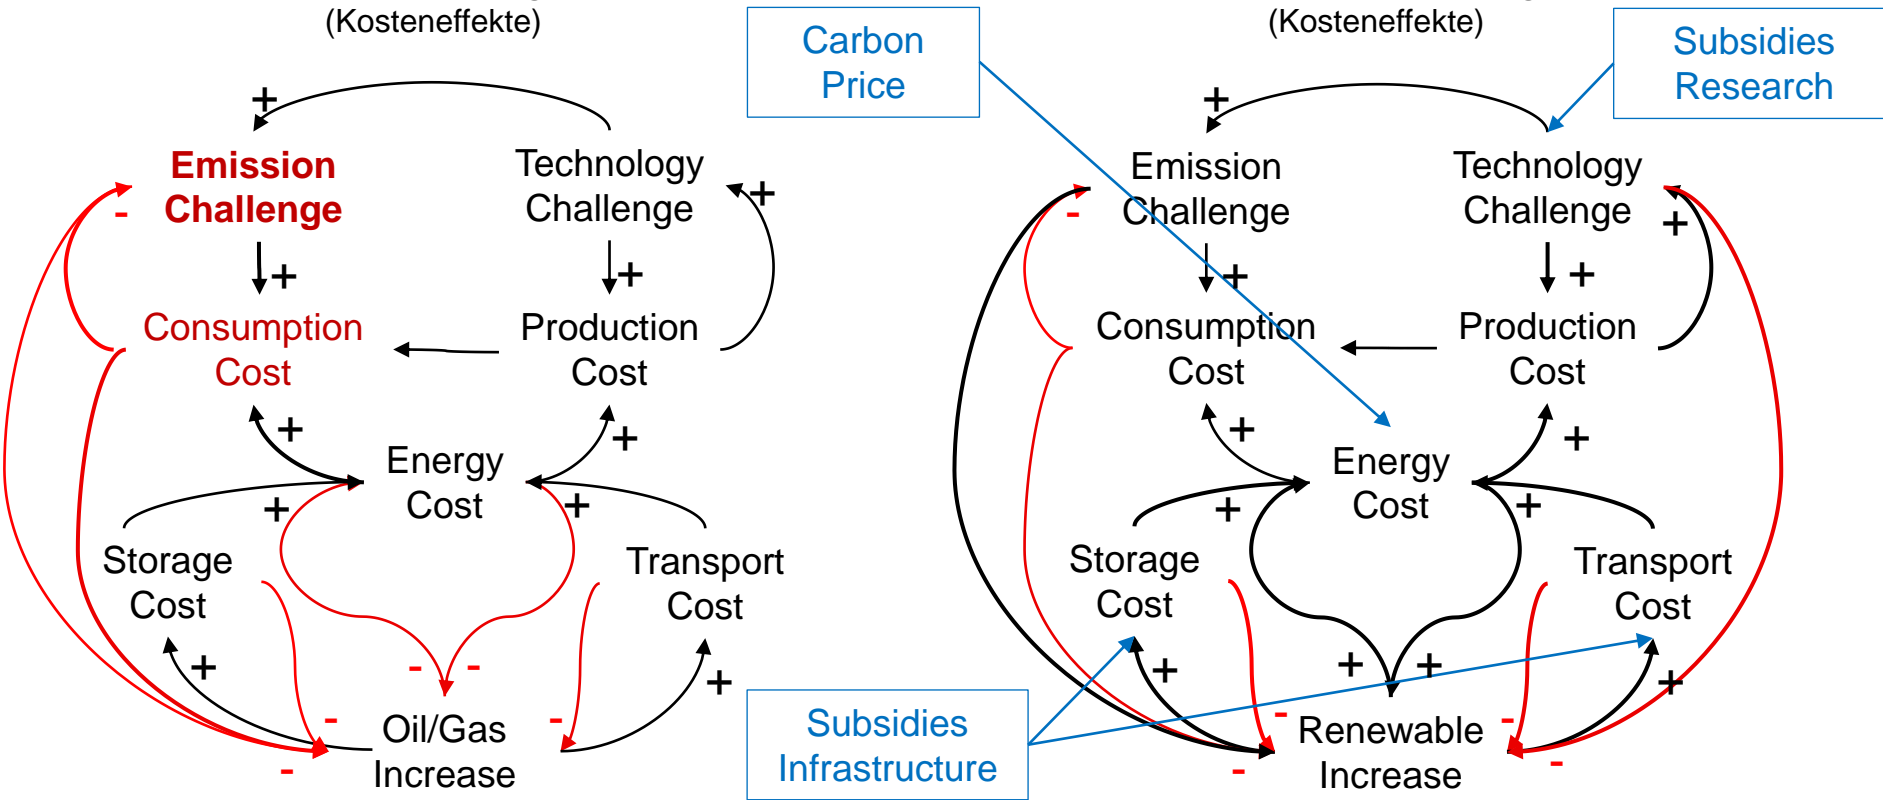 (Kosteneffekte)
+
Emission
Challenge
-
Technology
Challenge
+
+
+
Consumption
Cost
Production
Cost
+
+
Energy
Cost
+
+
Storage
Cost
Transport
Cost
+
-
-
+
-
-
-
Oil/Gas
Increase
Carbon
Price
Subsidies
Infrastructure
(Kosteneffekte)
Subsidies
Research
+
Emission
Challenge
-
Technology
Challenge
+
+
+
Consumption
Cost
Production
Cost
+
+
Energy
Cost
+
+
Storage
Cost
Transport
Cost
+
+
+
+
-
-
-
-
Renewable
Increase